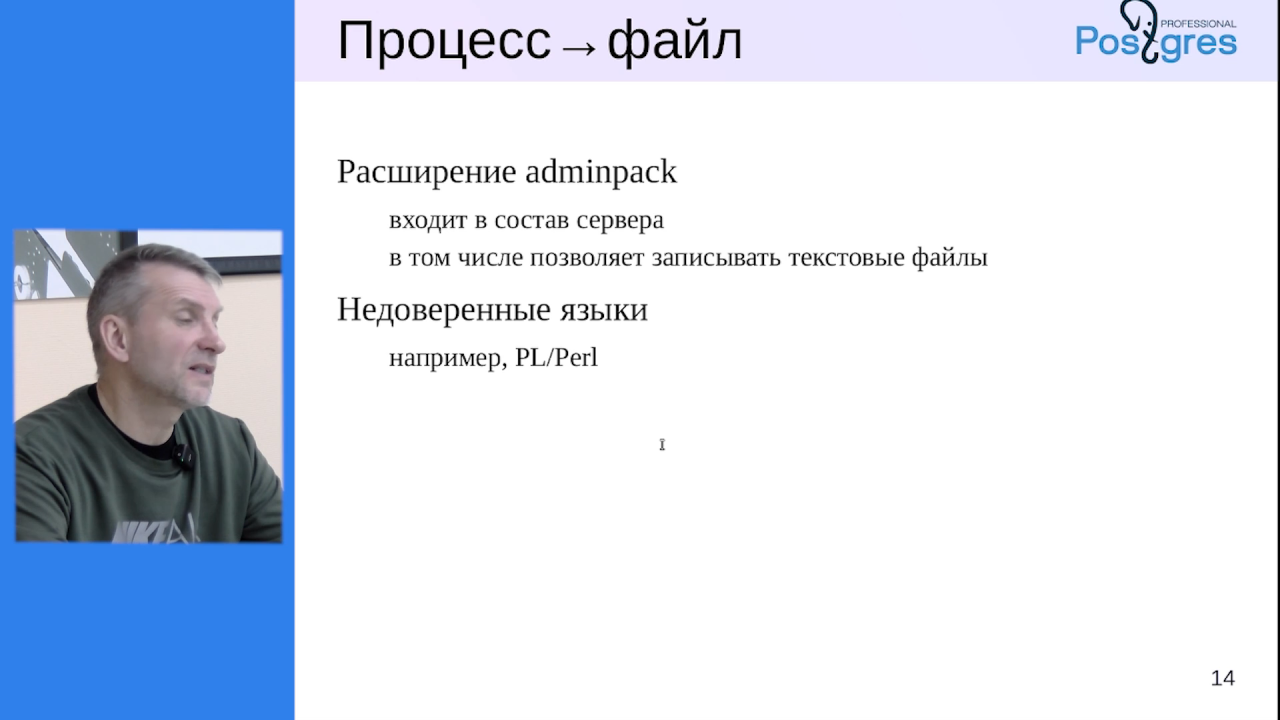 Процесс→файл
PROFESSIONAL
Postgres
Расширение adminpack
входит в состав сервера
в том числе позволяет записывать текстовые файлы
Недоверенные языки
например, PL/Perl
NIKE
14